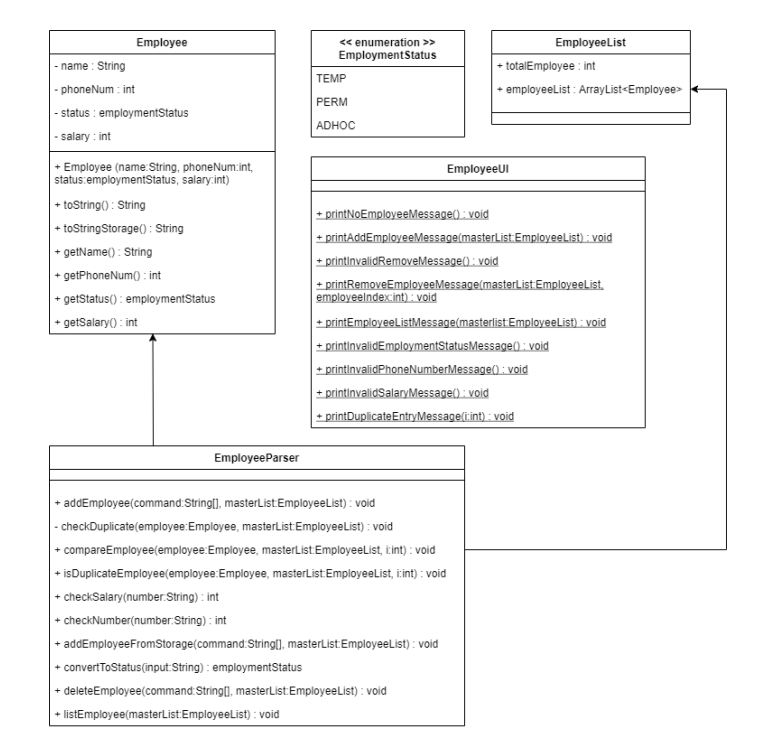 Employee
- name : String
- phoneNum : int
- status : employmentStatus
- salary : int
+ Employee (name:String, phoneNum:int,
status:employmentStatus, salary:int)
+ toString() : String
+ toStringStorage() : String
+ getName() : String
+ getPhoneNum() : int
+ getStatus() : employmentStatus
+ getSalary() : int
<< enumeration >>
EmploymentStatus
TEMP
PERM
ADHOC
EmployeeList
+ totalEmployee : int
+ employeeList : ArrayList<Employee>
EmployeeUI
+ printNoEmployeeMessage() : void
+ printAddEmployeeMessage(masterList:EmployeeList) : void
+ printInvalidRemoveMessage() : void
+ printRemoveEmployeeMessage(masterList:EmployeeList,
employeeIndex:int) : void
+ printEmployeeListMessage(masterlist:EmployeeList) : void
+ printInvalidEmploymentStatusMessage() : void
+ printInvalidPhoneNumberMessage() : void
+ printInvalidSalaryMessage() : void
+ printDuplicateEntryMessage(i:int) : void
EmployeeParser
+ addEmployee(command:String[], masterList:EmployeeList) : void
- checkDuplicate(employee:Employee, masterList:EmployeeList) : void
+ compareEmployee(employee:Employee, masterList:EmployeeList, i:int) : void
+ isDuplicateEmployee(employee:Employee, masterList:EmployeeList, i:int) : void
+ checkSalary(number:String) : int
+ checkNumber(number:String) : int
+ addEmployeeFromStorage(command:String[], masterList:EmployeeList) : void
+ convertToStatus(input:String) : employmentStatus
+ deleteEmployee(command:String[], masterList:EmployeeList) : void
+ listEmployee(masterList:EmployeeList) : void